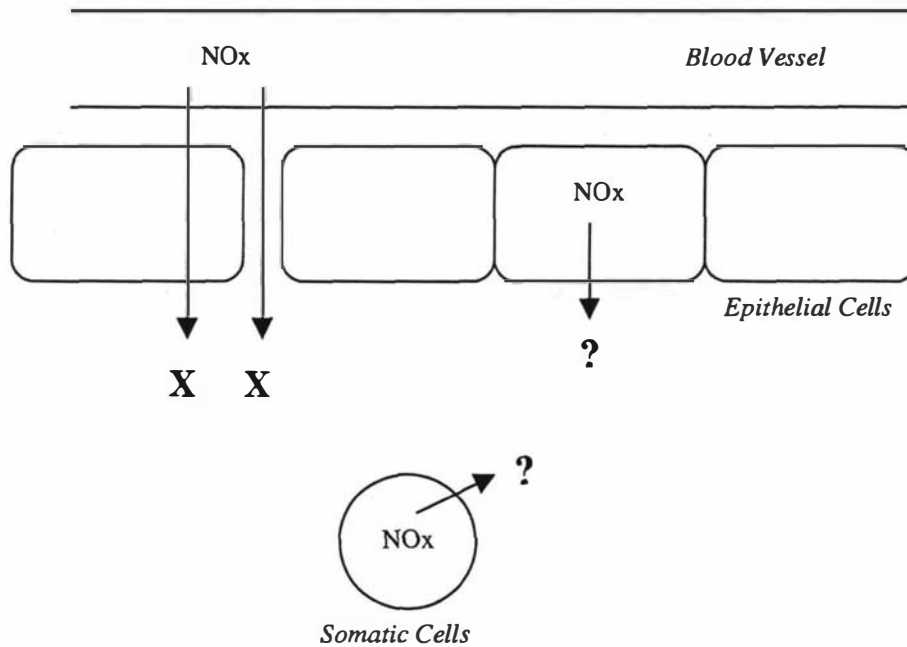 NOx
Blood Vessel
NOx
Epithelial Cells
?
X X
?
NOx
Somatic Cells